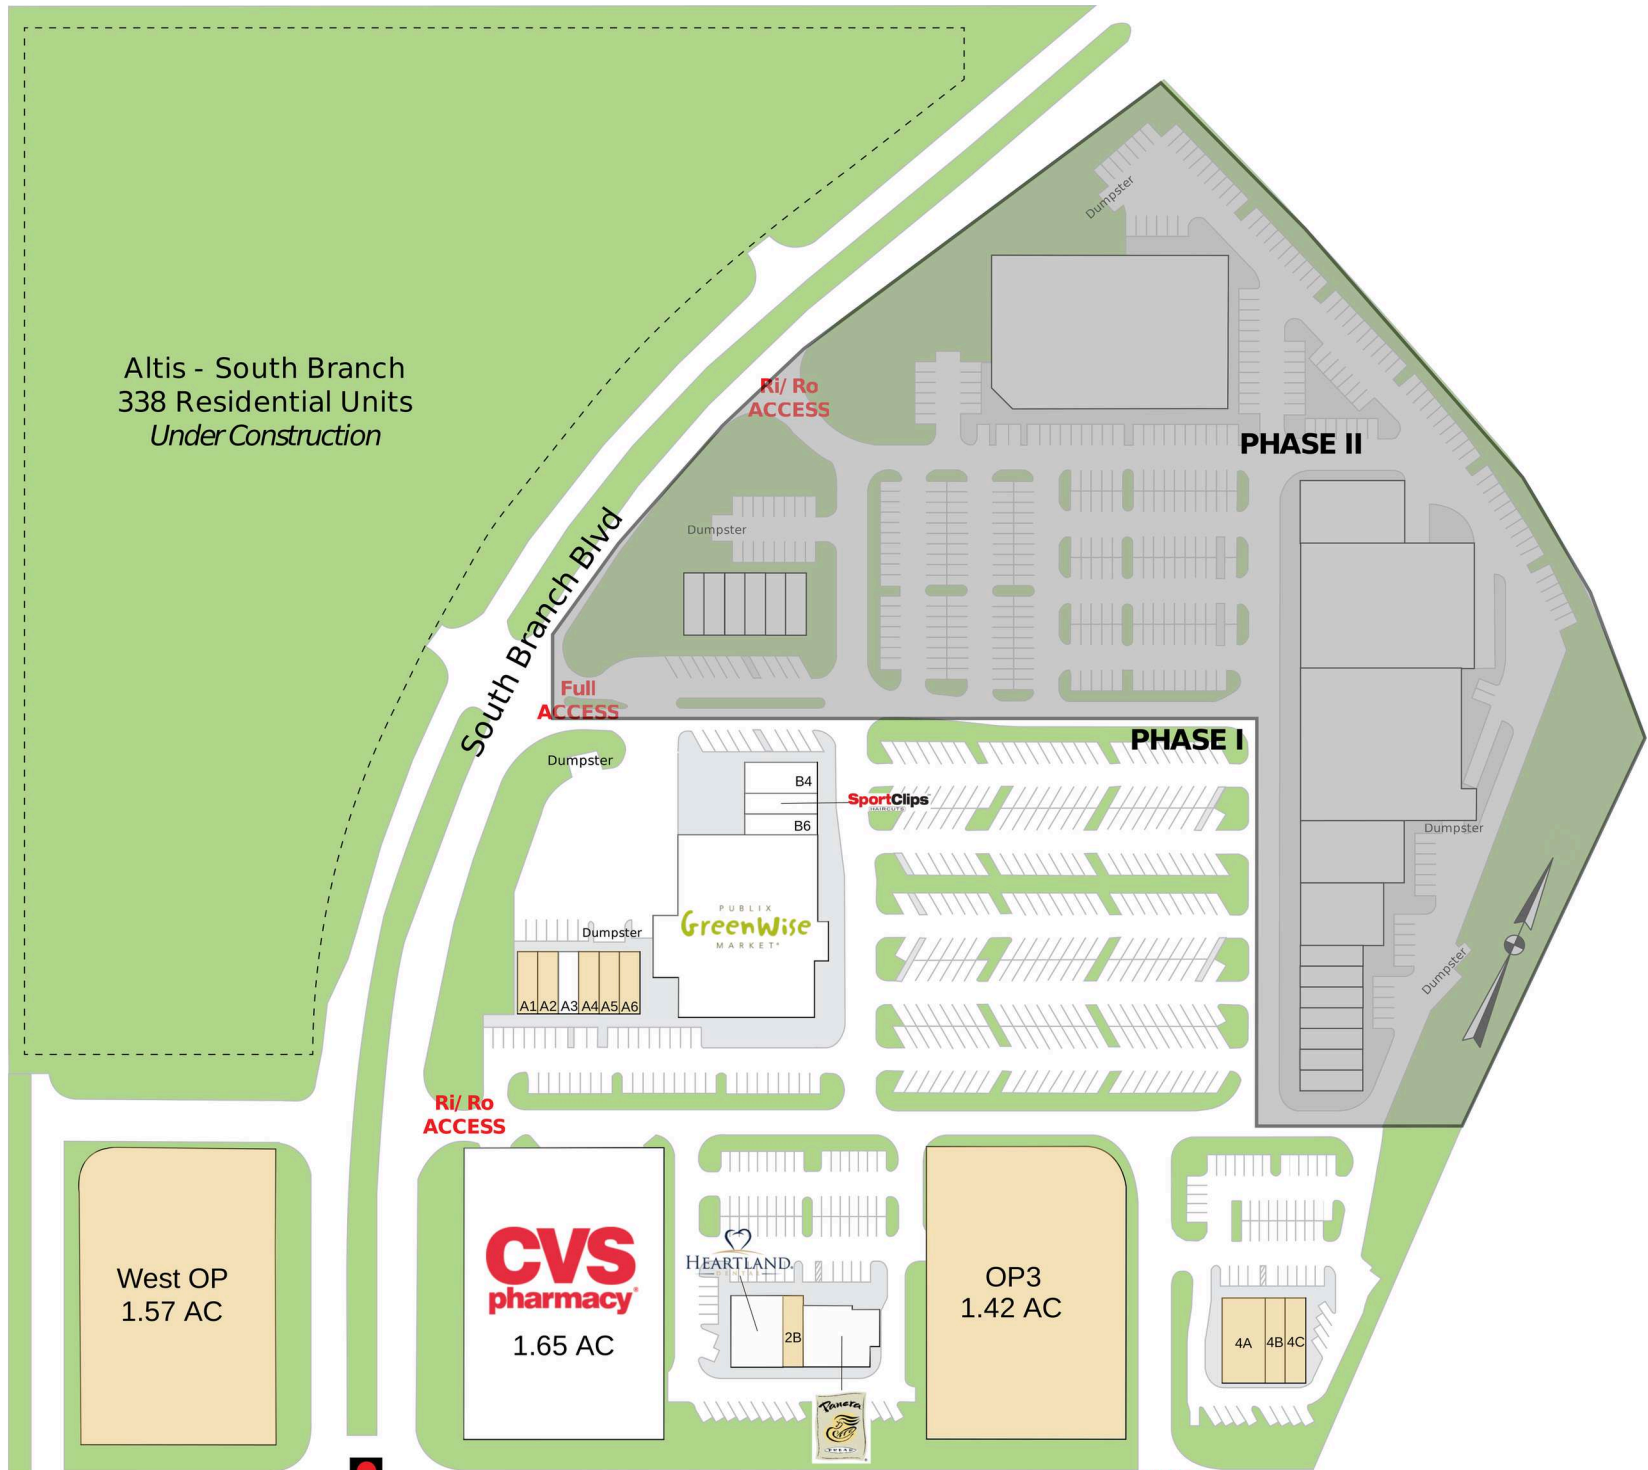 Altis - South Branch
338 Residential Units
Under Construction
South Branch Blvd
Dumpster
Ri/ Ro
ACCESS
PHASE II
Dumpster
Full
ACCESS
PHASE I
Dumpster
B4
SportClips
HAIRCUTS
B6
Dumpster
PUBLIX
GreenWise
MARKET
Dumpster
A1
A2
A3
A4
A5
A6
Dumpster
Ri/ Ro
ACCESS
West OP
1.57 AC
CVS
pharmacy
1.65 AC
HEARTLAND
DENTAL
2B
Panera
BREAD
OP3
1.42 AC
4A
4B
4C